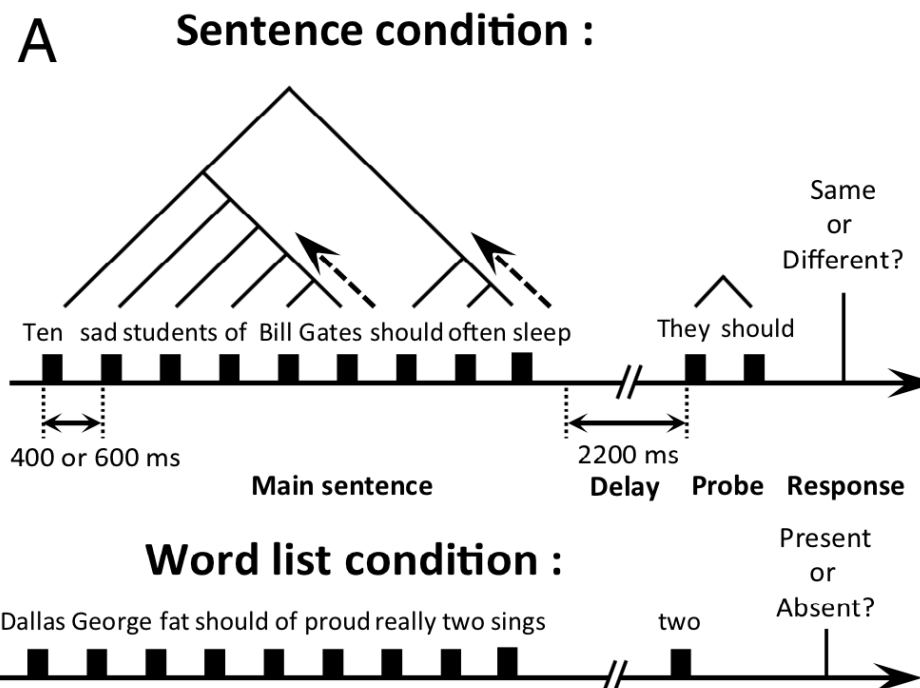 A
Sentence condition :
Same
or
Different?
Ten sad students of Bill Gates should often sleep
They should
400 or 600 ms
2200 ms
Main sentence
Delay
Probe
Response
Word list condition :
Present
or
Absent?
Dallas George fat should of proud really two sings
two